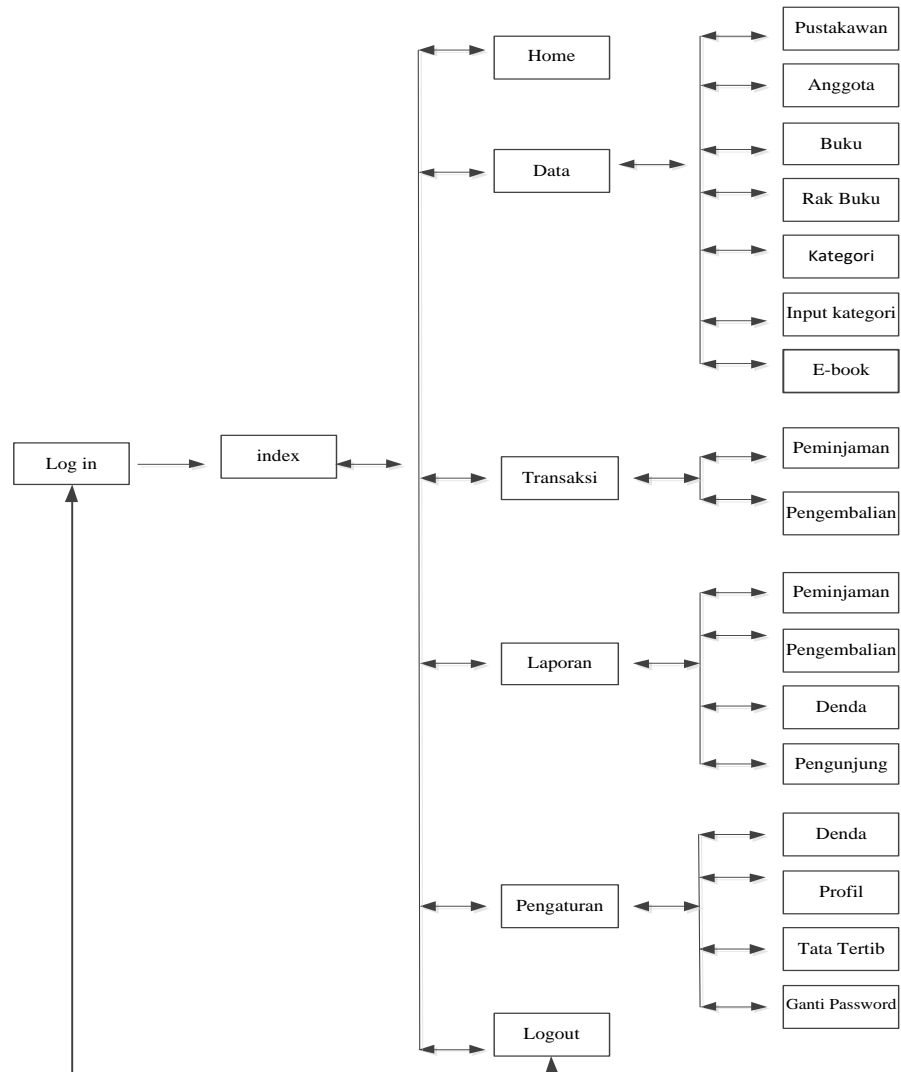 Log in
index
Home
Data
Pustakawan
Anggota
Buku
Rak Buku
Kategori
Input kategori
E-book
Transaksi
Peminjaman
Pengembalian
Laporan
Peminjaman
Pengembalian
Denda
Pengunjung
Pengaturan
Denda
Profil
Tata Tertib
Ganti Password
Logout